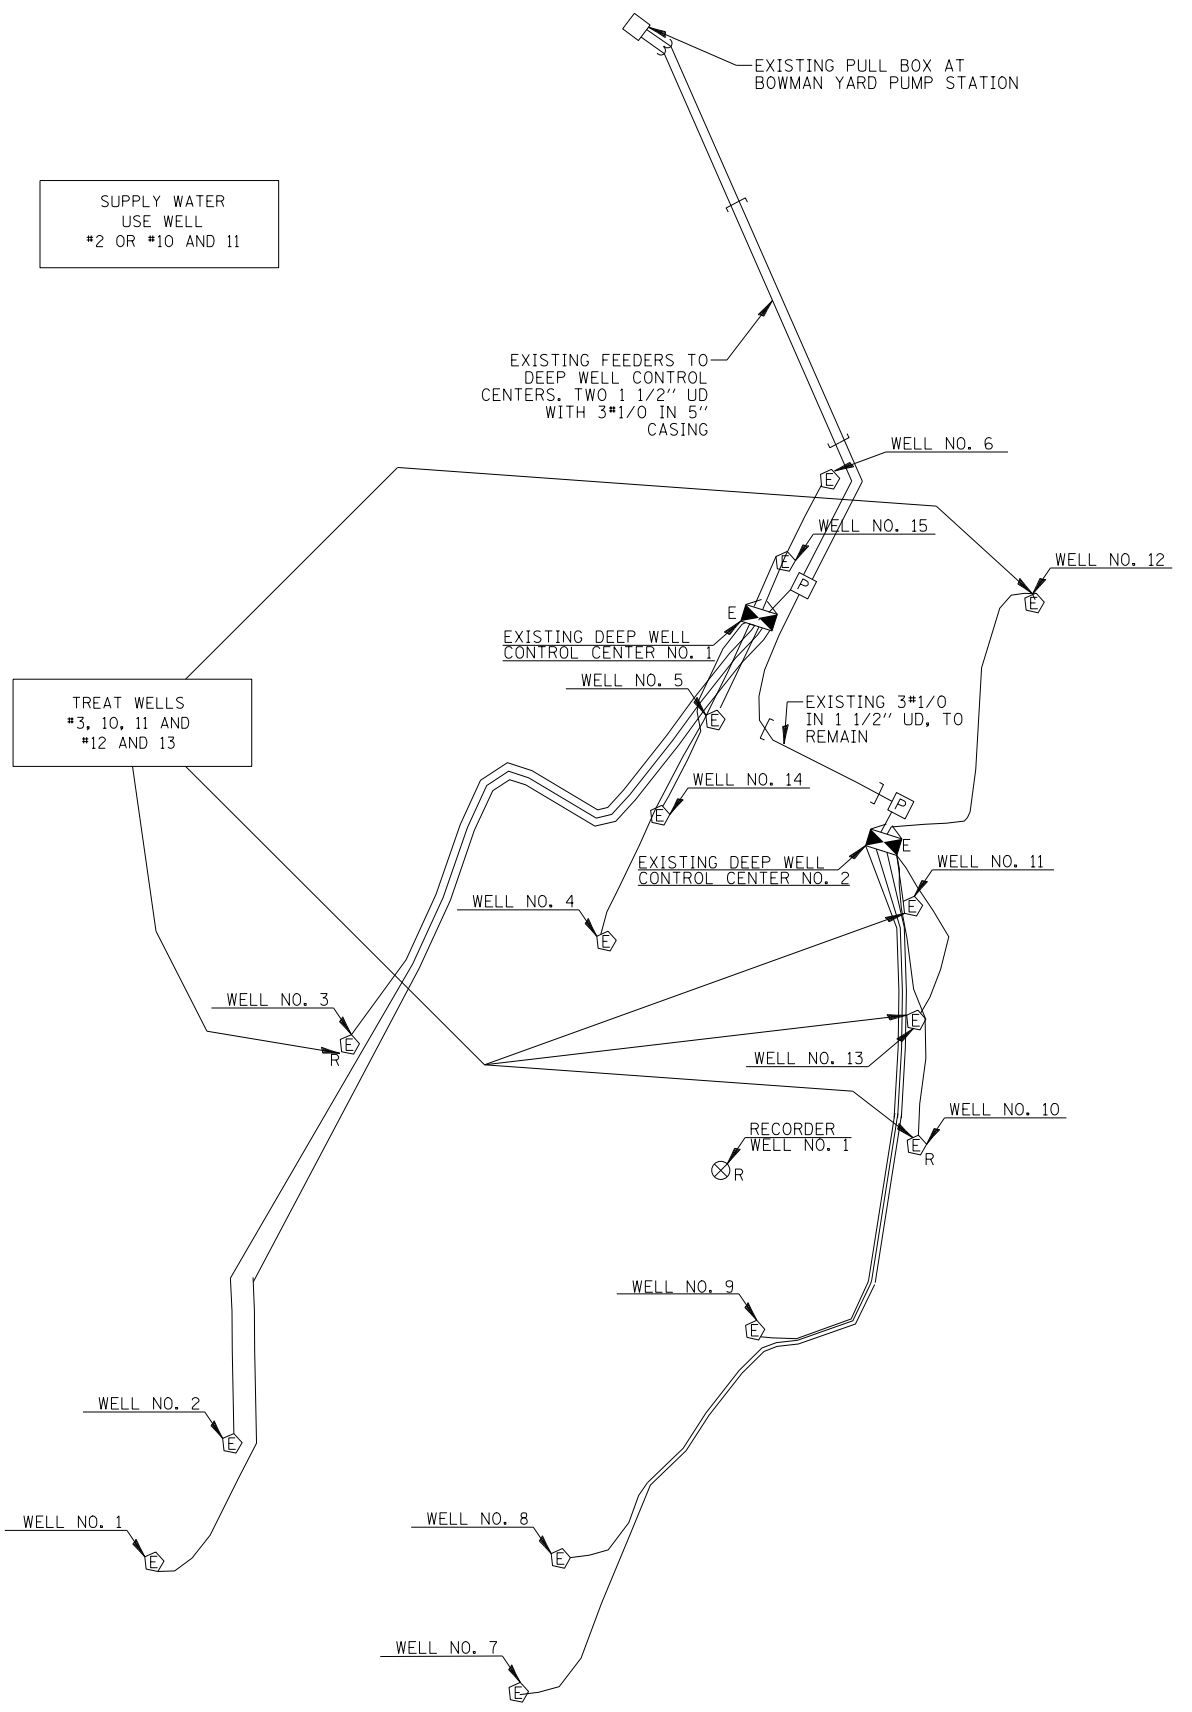 EXISTING PULL BOX AT
BOWMAN YARD PUMP STATION
SUPPLY WATER
USE WELL
#2 OR #10 AND 11
EXISTING FEEDERS TO
DEEP WELL CONTROL
CENTERS. TWO 1 1/2" UD
WITH 3#1/0 IN 5"
CASING
WELL NO. 6
E
WELL NO. 15
E
WELL NO. 12
E
P
E
EXISTING DEEP WELL
CONTROL CENTER NO. 1
WELL NO. 5
E
TREAT WELLS
#3, 10, 11 AND
#12 AND 13
EXISTING 3#1/0
IN 1 1/2" UD, TO
REMAIN
WELL NO. 14
E
P
E
EXISTING DEEP WELL
CONTROL CENTER NO. 2
WELL NO. 11
E
WELL NO. 4
E
WELL NO. 3
E
R
E
WELL NO. 13
WELL NO. 10
E
R
RECORDER
WELL NO. 1
R
WELL NO. 9
E
WELL NO. 2
E
WELL NO. 1
E
WELL NO. 8
E
WELL NO. 7
E